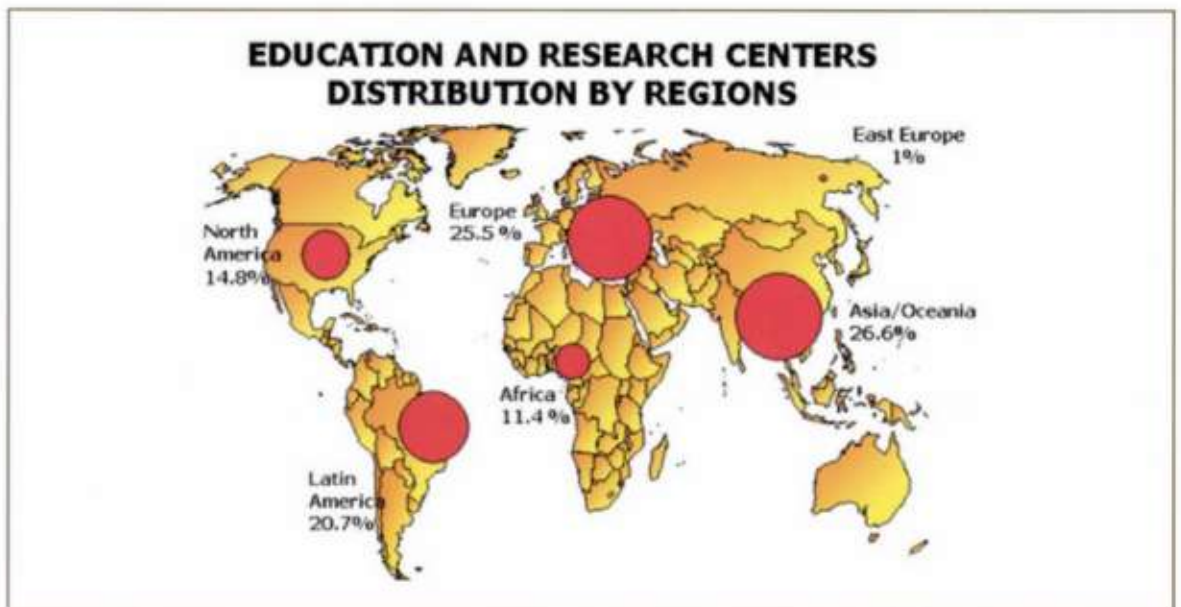 EDUCATION AND RESEARCH CENTERS
DISTRIBUTION BY REGIONS
East Europe
1%
Europe
25.5 %
North
America
14.8%
Asia/Oceania
26.6%
Africa
11.4 %
Latin
America
20.7%